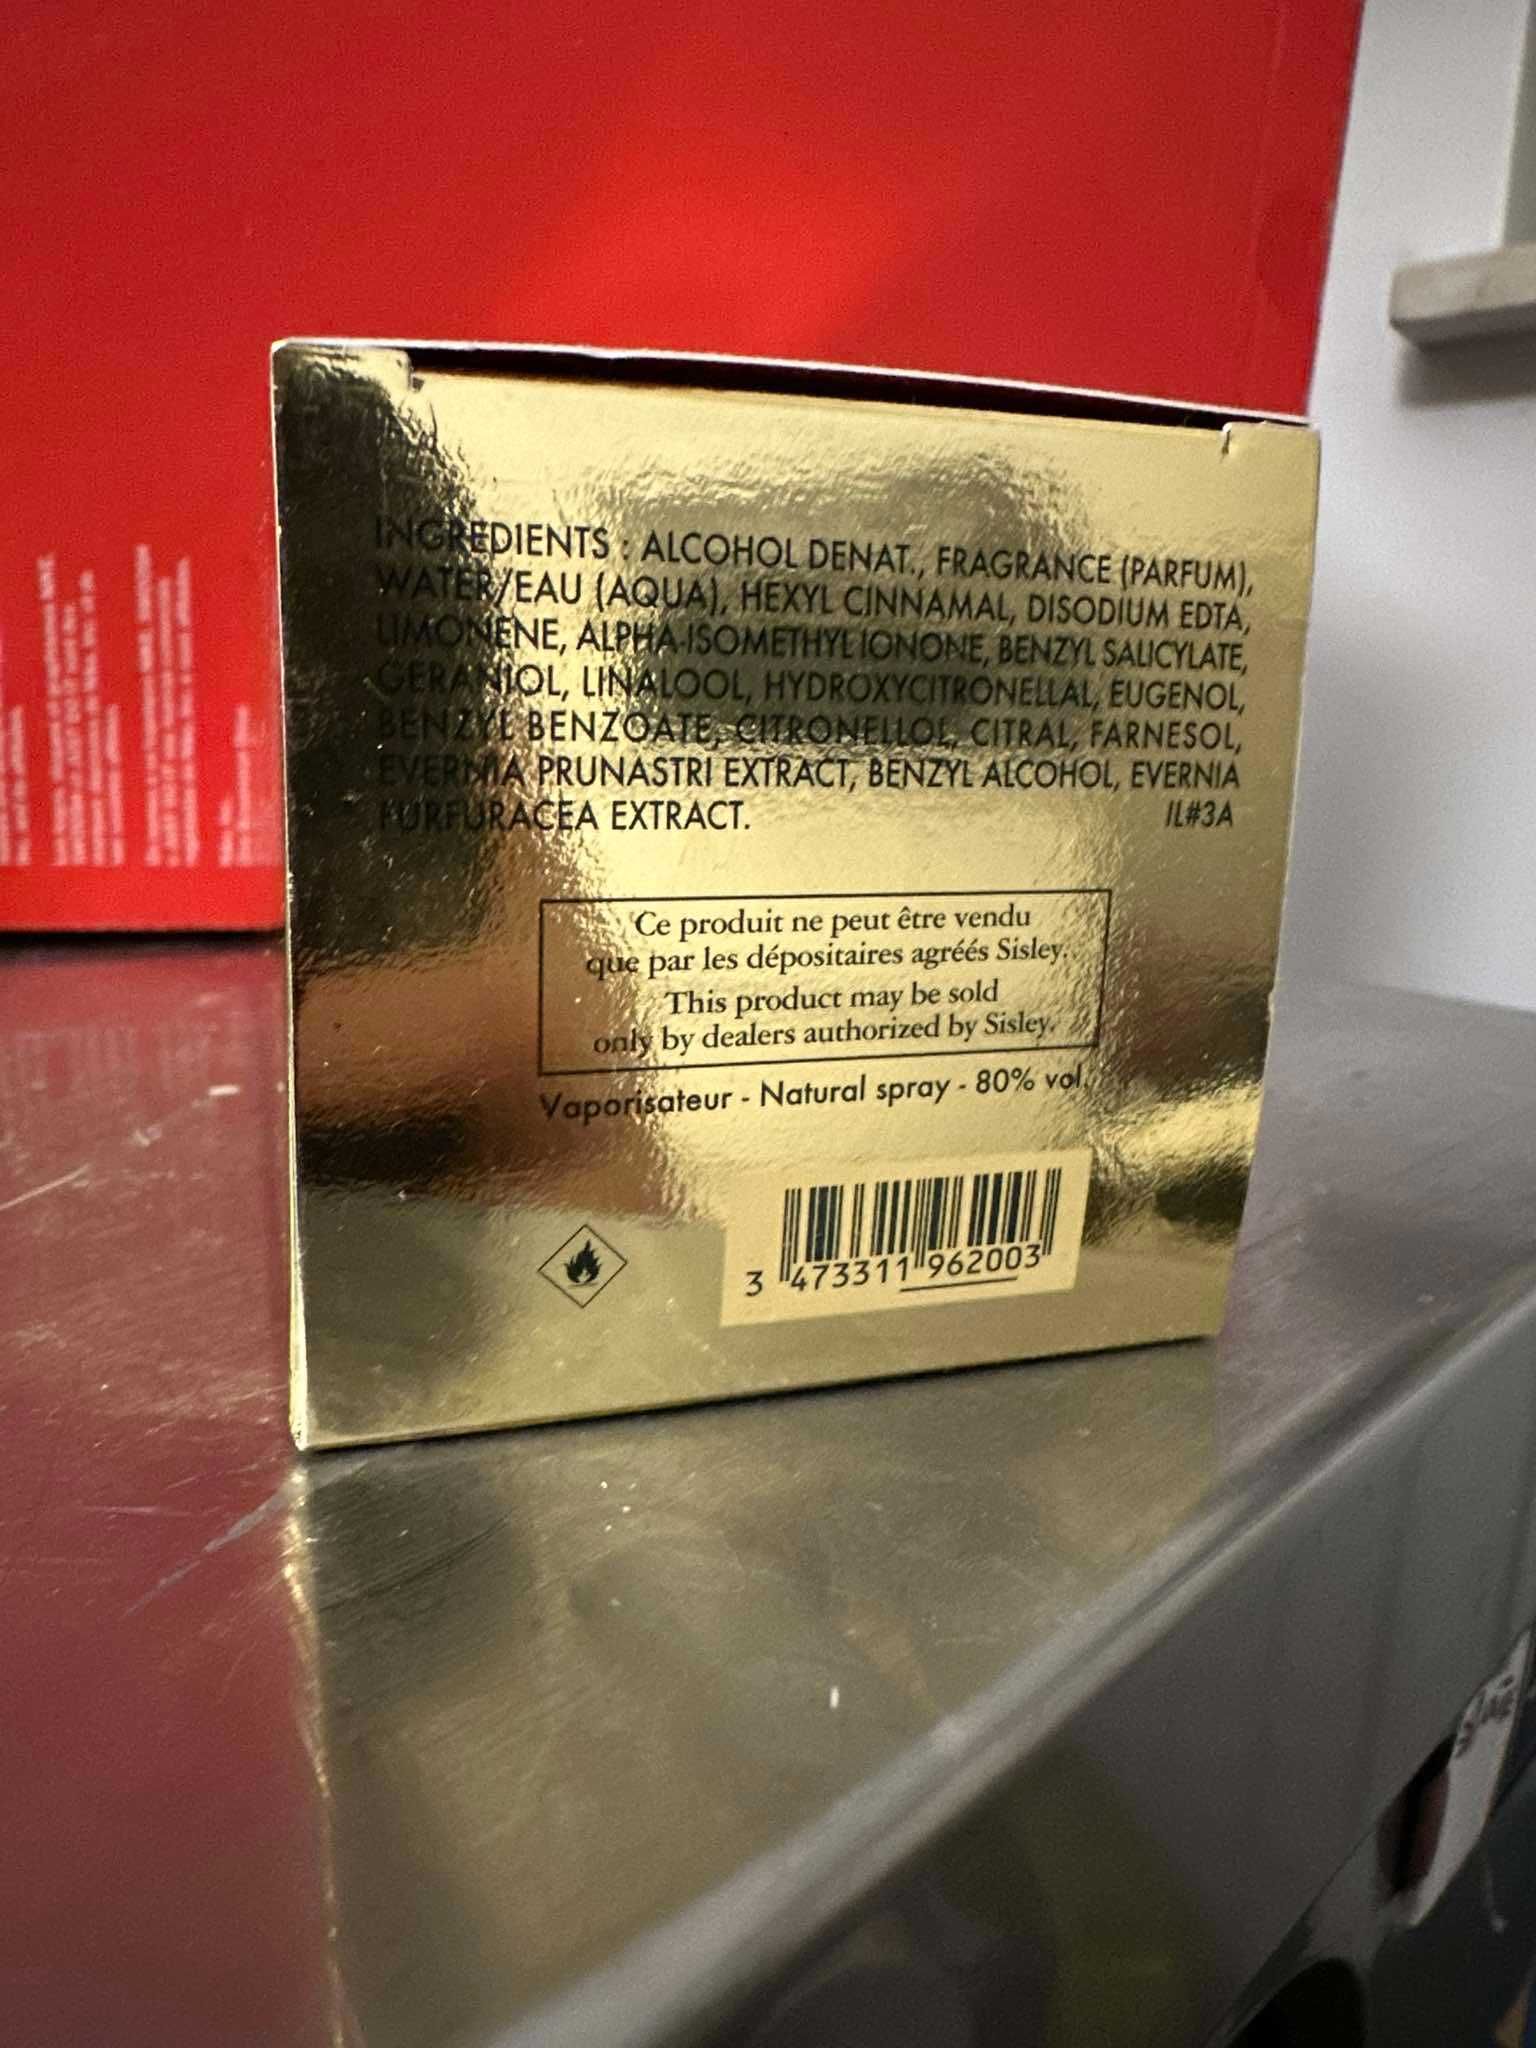 INGREDIENTS : ALCOHOL DENAT., FRAGRANCE (PARFUM),
WATER/EAU (AQUA), HEXYL CINNAMAL, DISODIUM EDTA,
LIMONENE, ALPHA-ISOMETHYL IONONE, BENZYL SALICYLATE,
GERANIOL, LINALOOL, HYDROXYCITRONELLAL, EUGENOL,
BENZYL BENZOATE, CITRONELLOL, CITRAL, FARNESOL,
EVERNIA PRUNASTRI EXTRACT, BENZYL ALCOHOL, EVERNIA
FURFURACEA EXTRACT. IL#3A
Ce produit ne peut être vendu
que par les dépositaires agréés Sisley.
This product may be sold
only by dealers authorized by Sisley.
Vaporisateur - Natural spray - 80% vol.
3 473311 962003